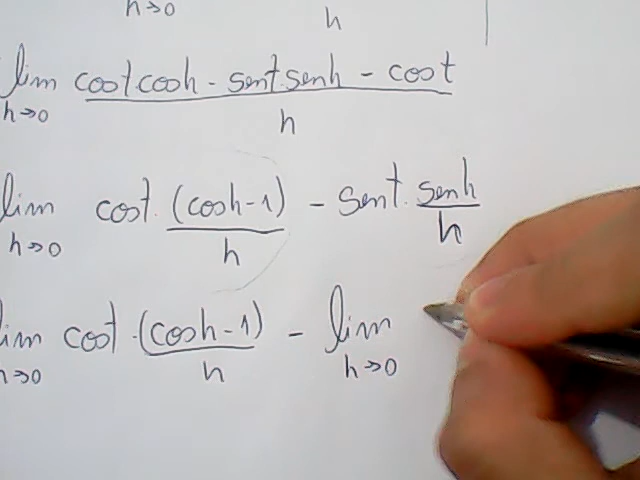 h→0 h
lim cost.cosh - sent.senh - cost
h→0 h
lim cost. (cosh-1) - sent. senh
h→0 h h
lim cost.(cosh-1) - lim
h→0 h h→0